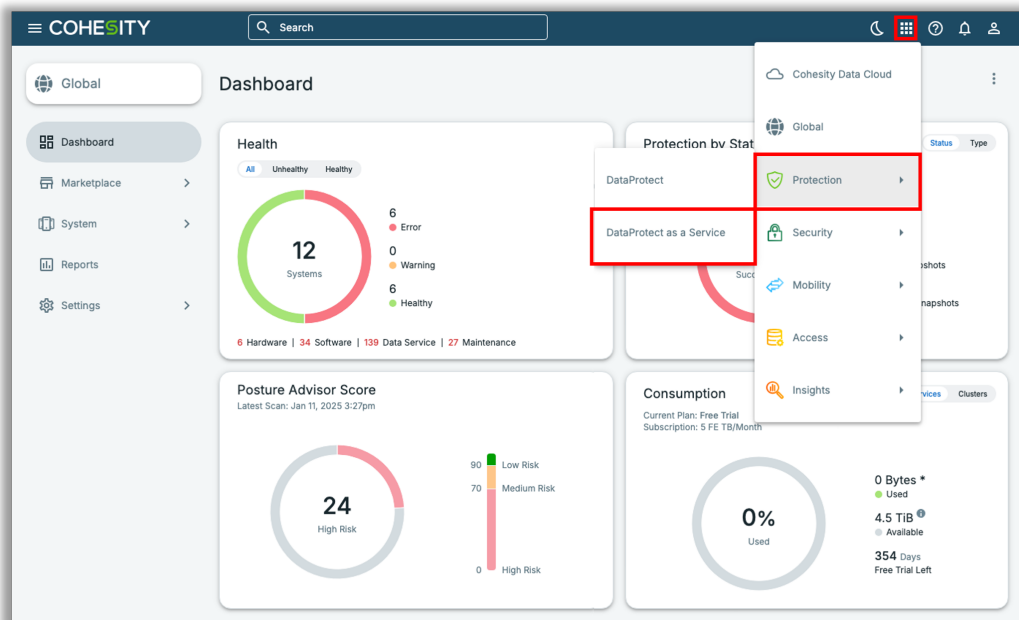 COHESITY
Search
Global
Dashboard
Marketplace
System
Reports
Settings
Dashboard
Health
All Unhealthy Healthy
12
Systems
6
Error
0
Warning
6
Healthy
6 Hardware | 34 Software | 139 Data Service | 27 Maintenance
Protection by Stat
Status Type
DataProtect
DataProtect as a Service
Cohesity Data Cloud
Global
Protection
Security
Mobility
Access
Insights
Succ
pshots
napshots
Posture Advisor Score
Latest Scan: Jan 11, 2025 3:27pm
24
High Risk
90 Low Risk
70 Medium Risk
0 High Risk
Consumption
rvices Clusters
Current Plan: Free Trial
Subscription: 5 FE TB/Month
0%
Used
0 Bytes *
Used
4.5 TiB
Available
354 Days
Free Trial Left